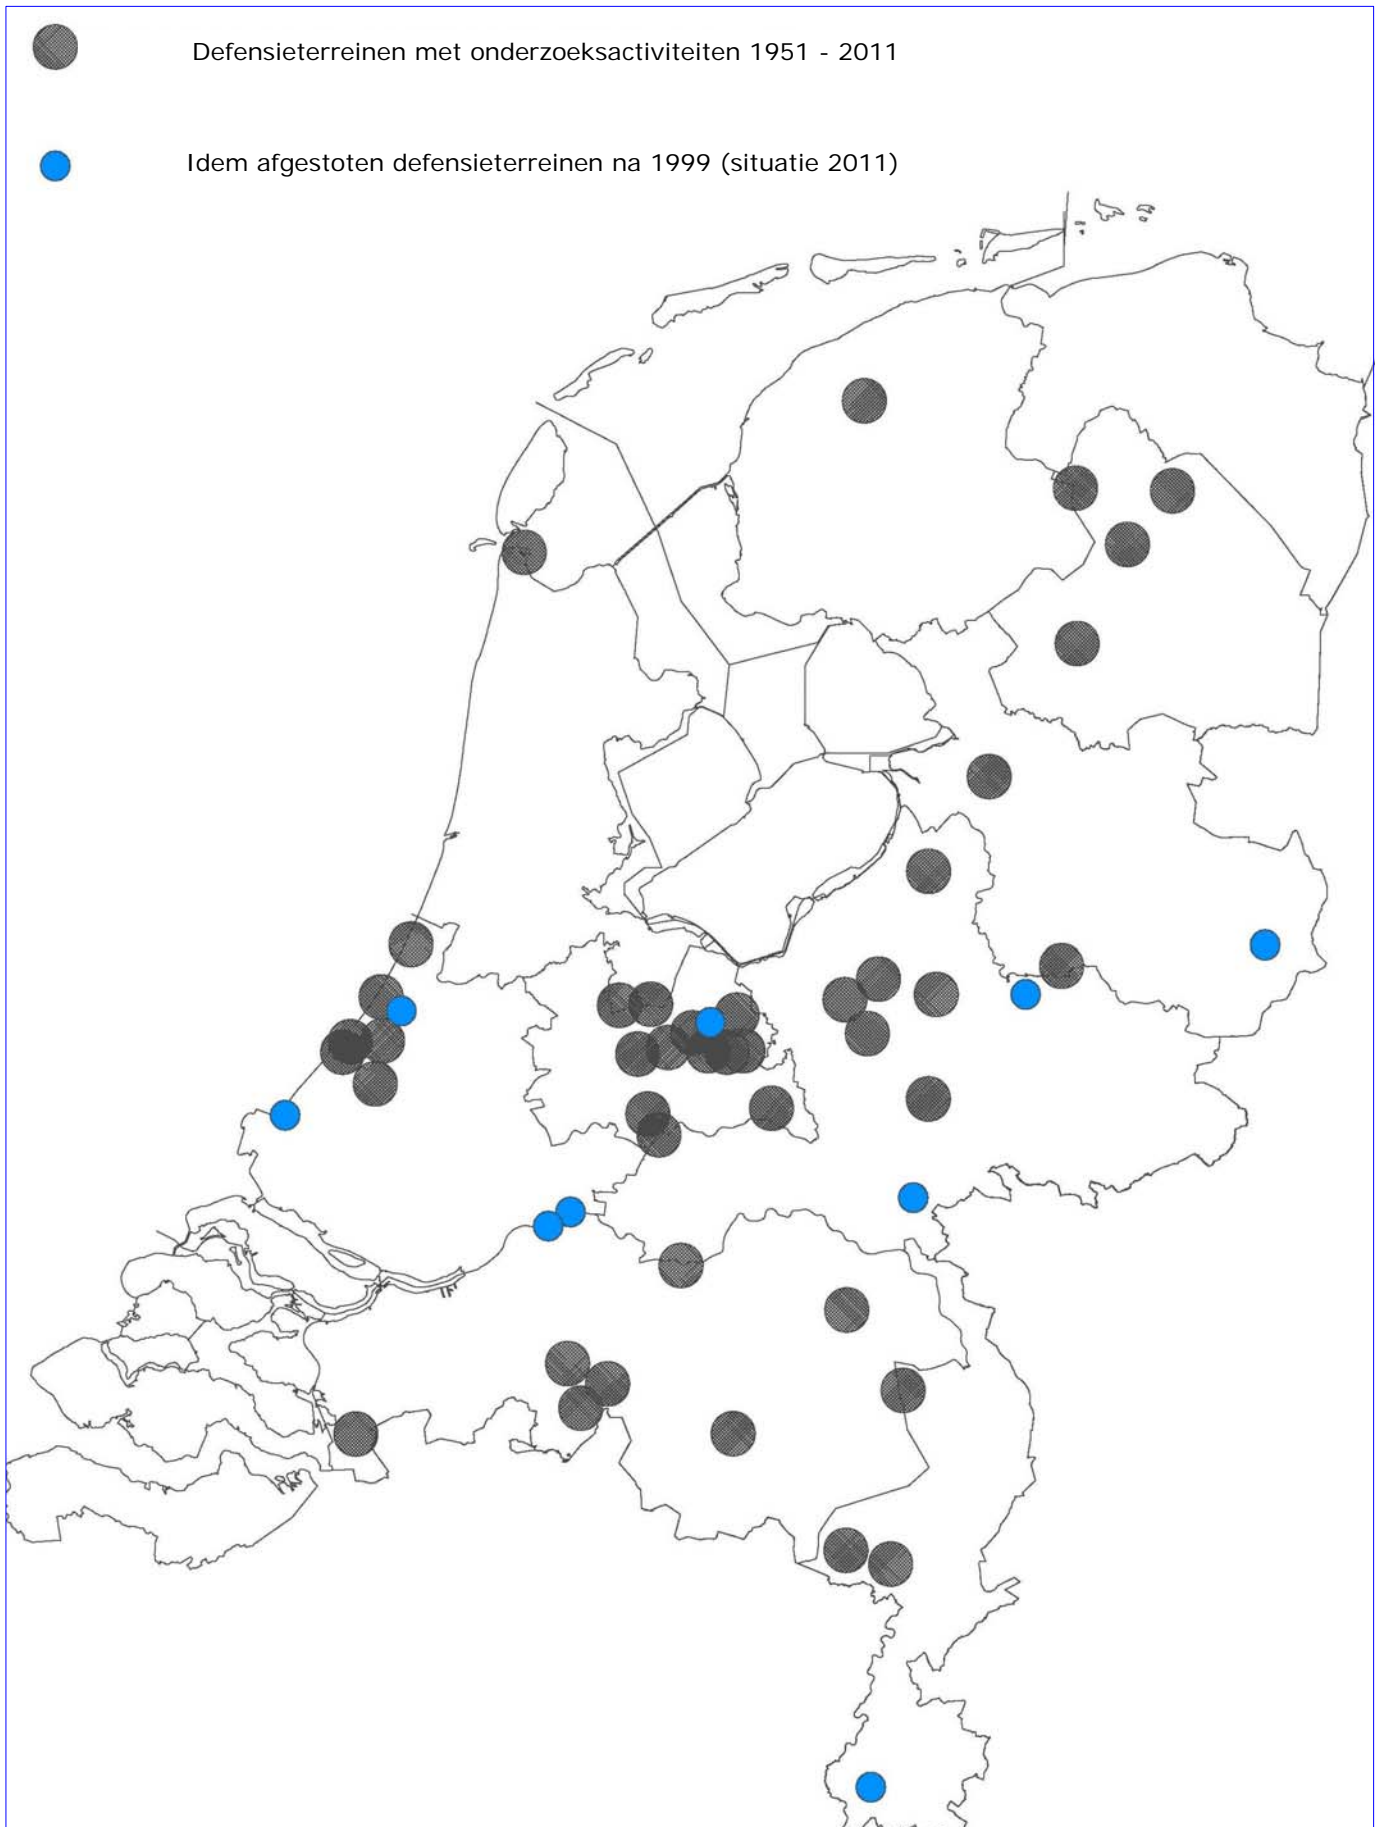 Defensieterreinen met onderzoeksactiviteiten 1951 - 2011
Idem afgestoten defensieterreinen na 1999 (situatie 2011)